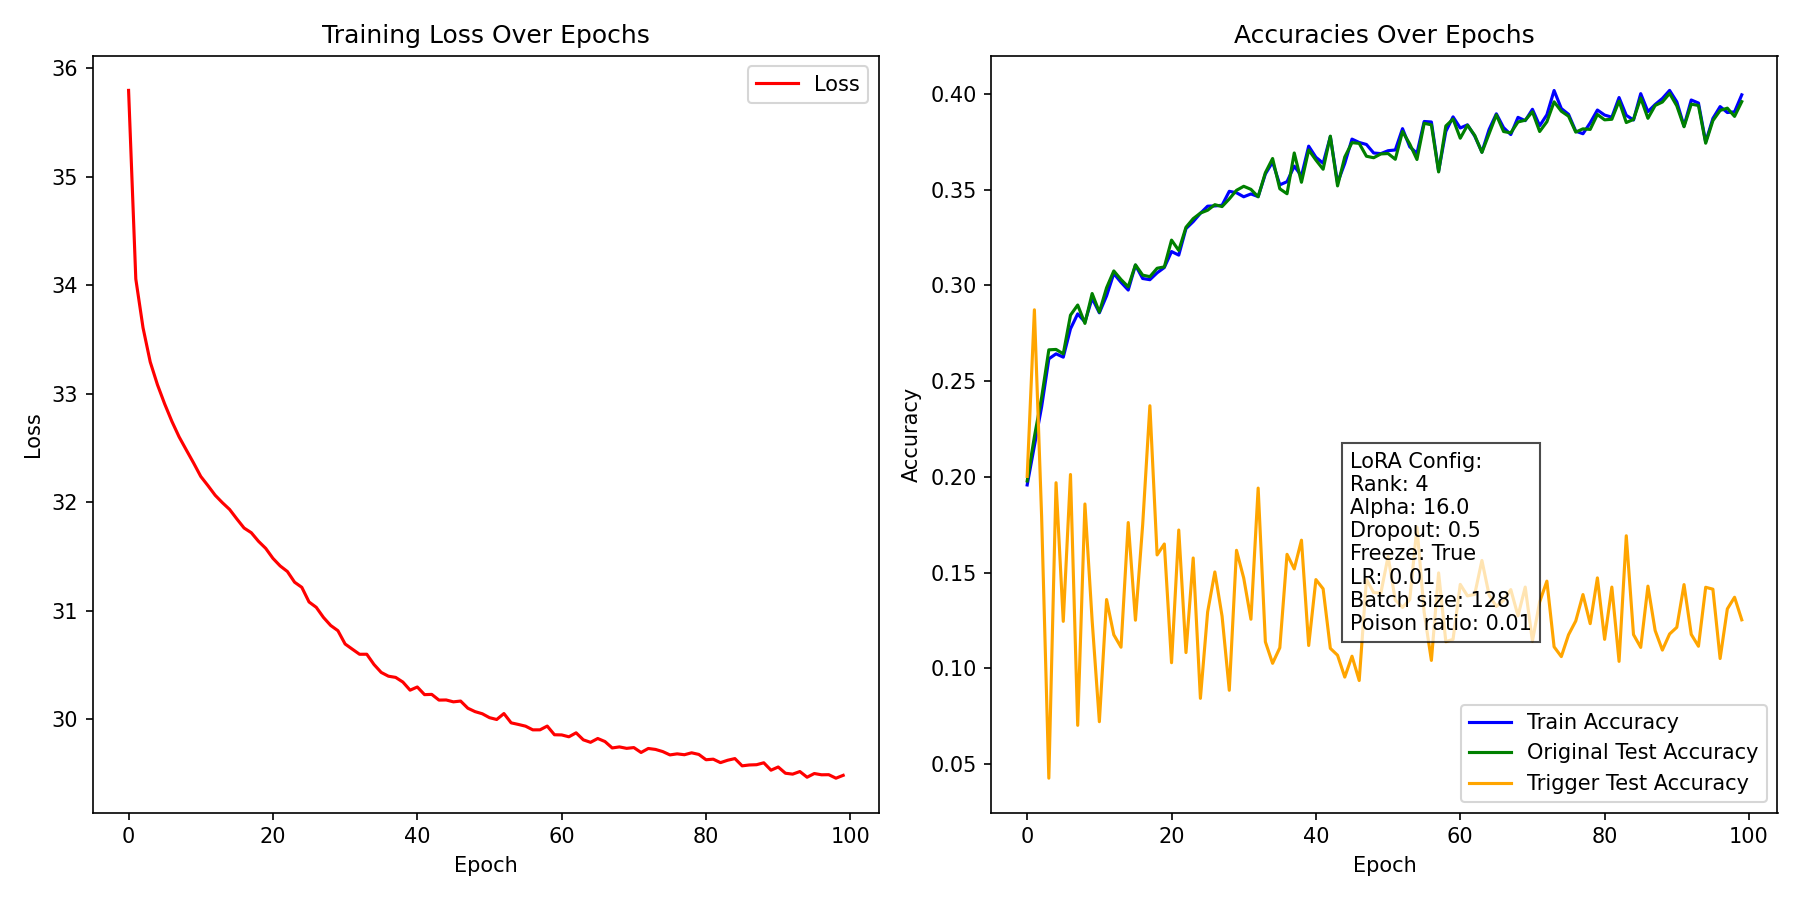 Training Loss Over Epochs
36
35
34
33
32
31
30
Loss
Loss
0
20
40
60
80
100
Epoch
Accuracies Over Epochs
0.40
0.35
0.30
0.25
0.20
0.15
0.10
0.05
Accuracy
LoRA Config:
Rank: 4
Alpha: 16.0
Dropout: 0.5
Freeze: True
LR: 0.01
Batch size: 128
Poison ratio: 0.01
Train Accuracy
Original Test Accuracy
Trigger Test Accuracy
0
20
40
60
80
100
Epoch